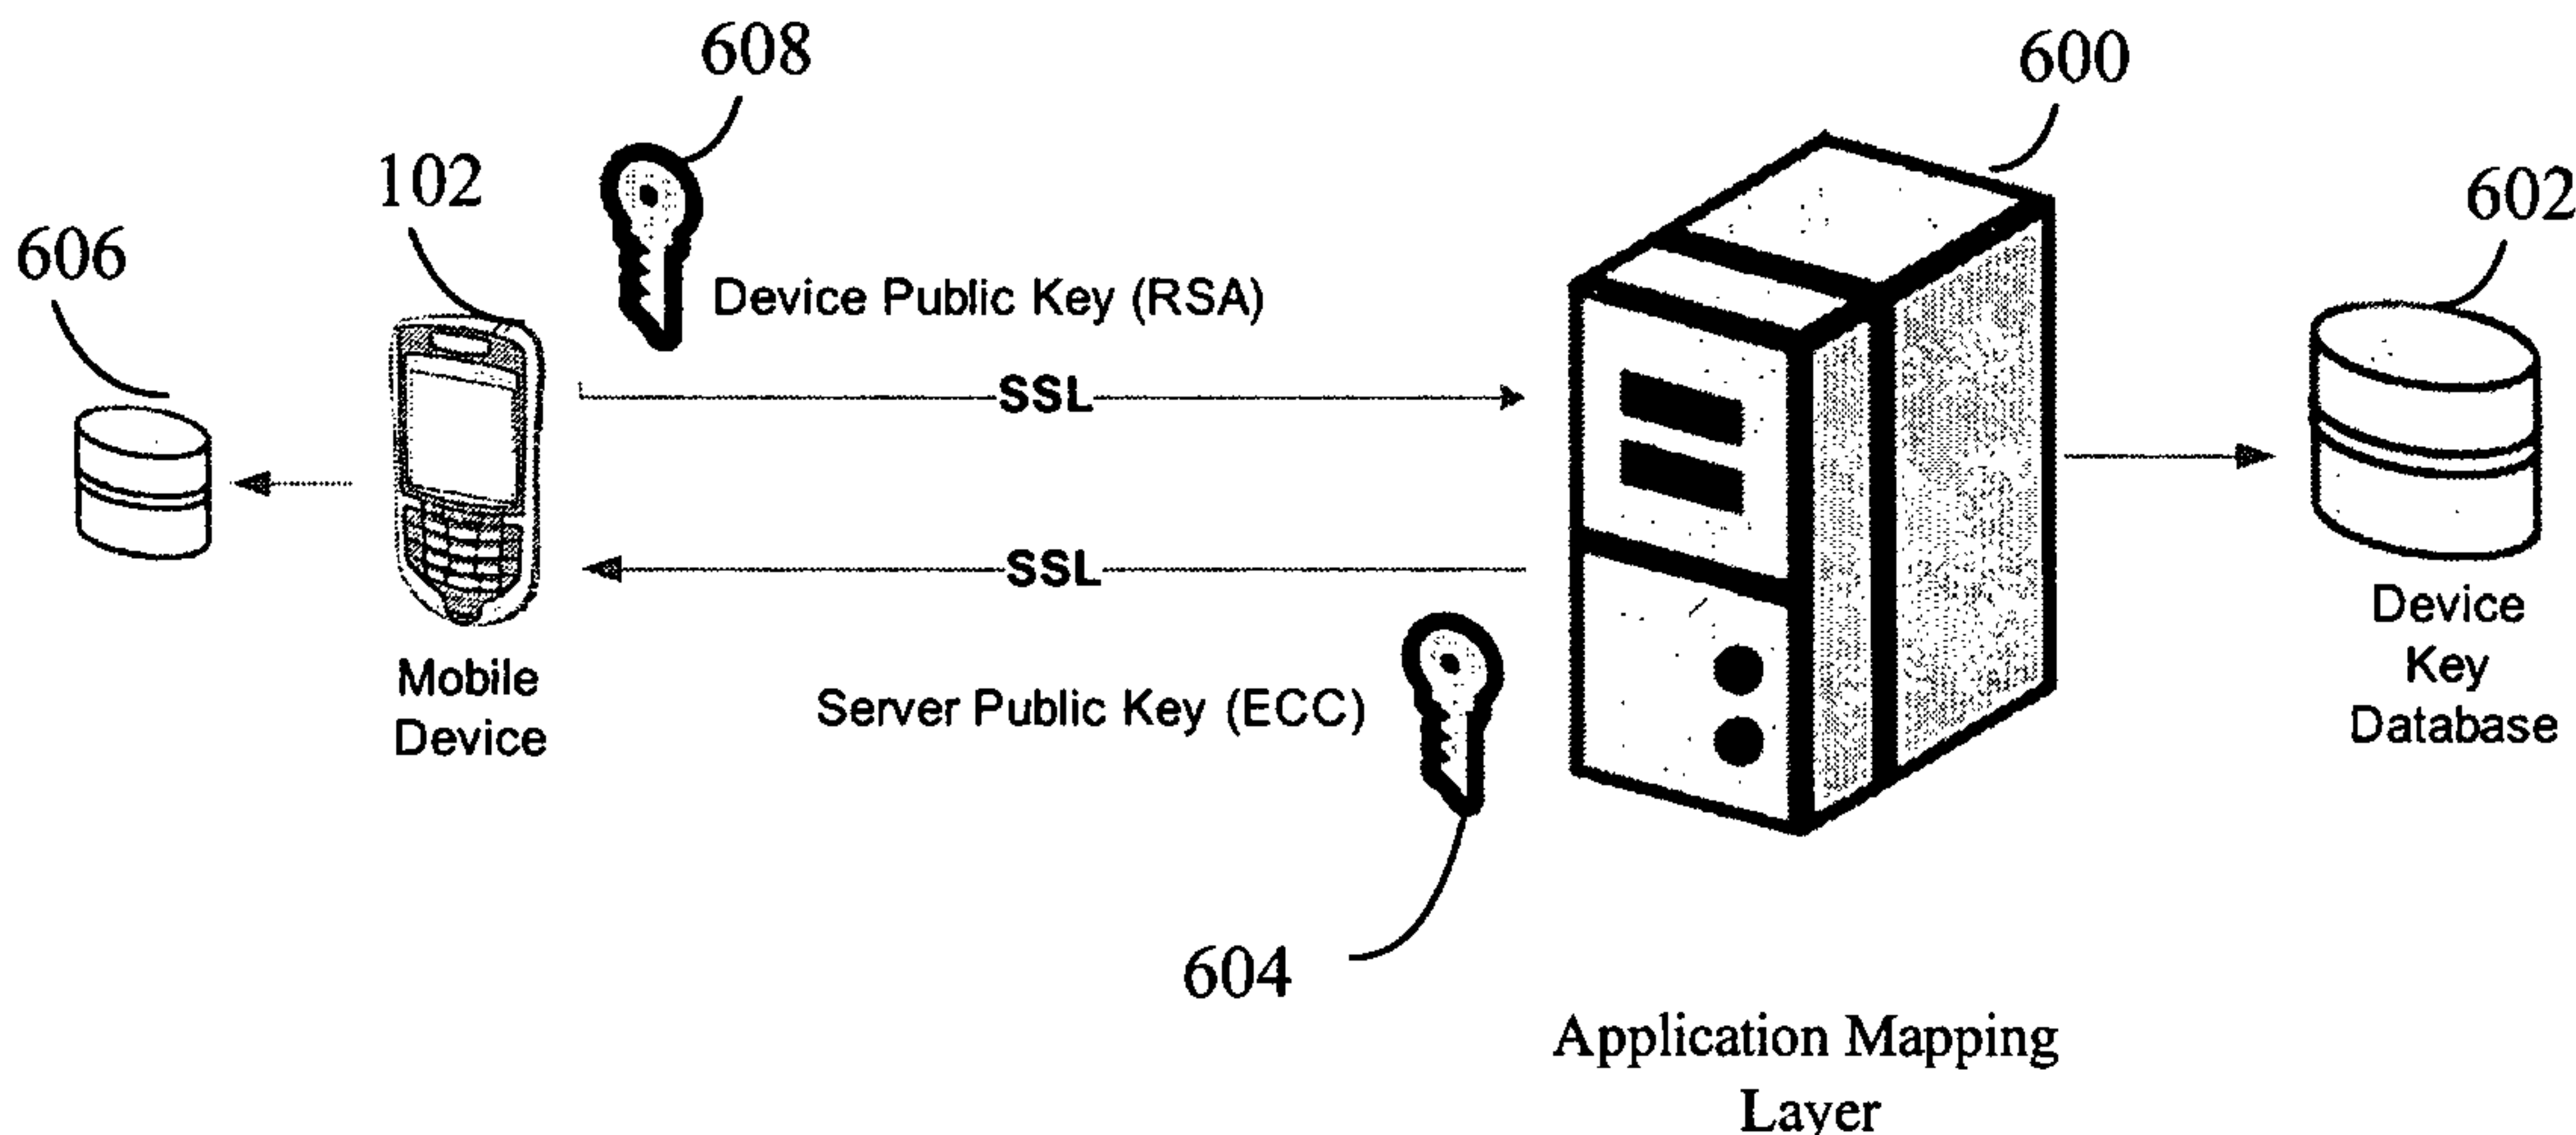 608
600
102
602
606
Device Public Key (RSA)
SSL
SSL
Mobile
Device
Server Public Key (ECC)
Device
Key
Database
604
Application Mapping
Layer